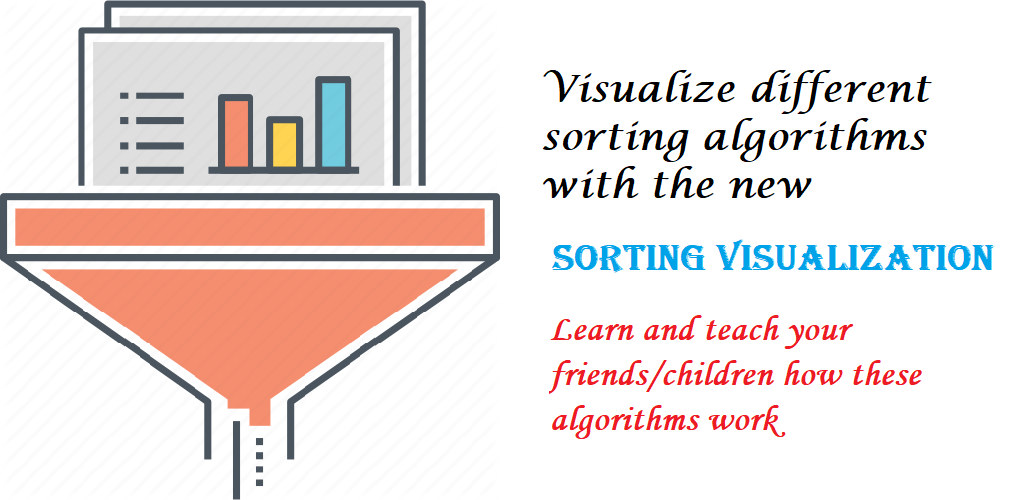 Visualize different
sorting algorithms
with the new
SORTING VISUALIZATION
Learn and teach your
friends/children how these
algorithms work.